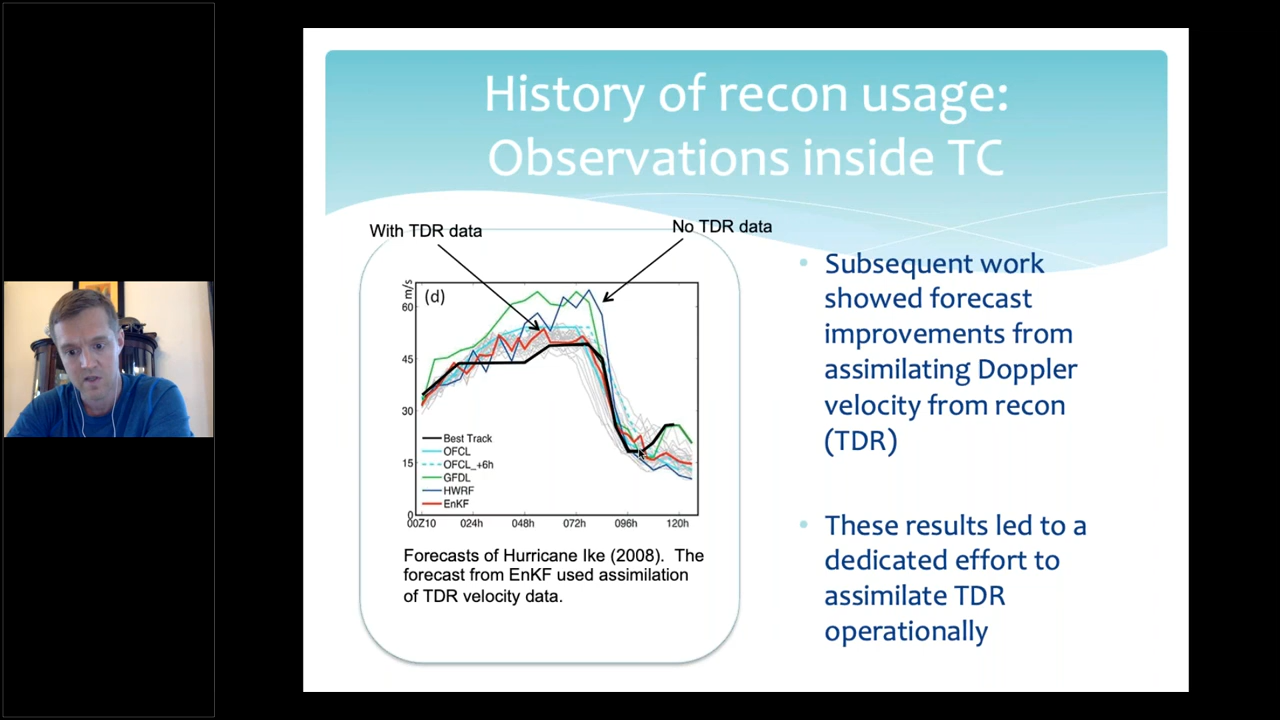 History of recon usage:
Observations inside TC
With TDR data
No TDR data
m/s
(d)
60
45
30
15
0
Best Track
OFCL
OFCL_+6h
GFDL
HWRF
EnKF
00Z10 024h 048h 072h 096h 120h
Forecasts of Hurricane Ike (2008). The
forecast from EnKF used assimilation
of TDR velocity data.
• Subsequent work
showed forecast
improvements from
assimilating Doppler
velocity from recon
(TDR)
• These results led to a
dedicated effort to
assimilate TDR
operationally